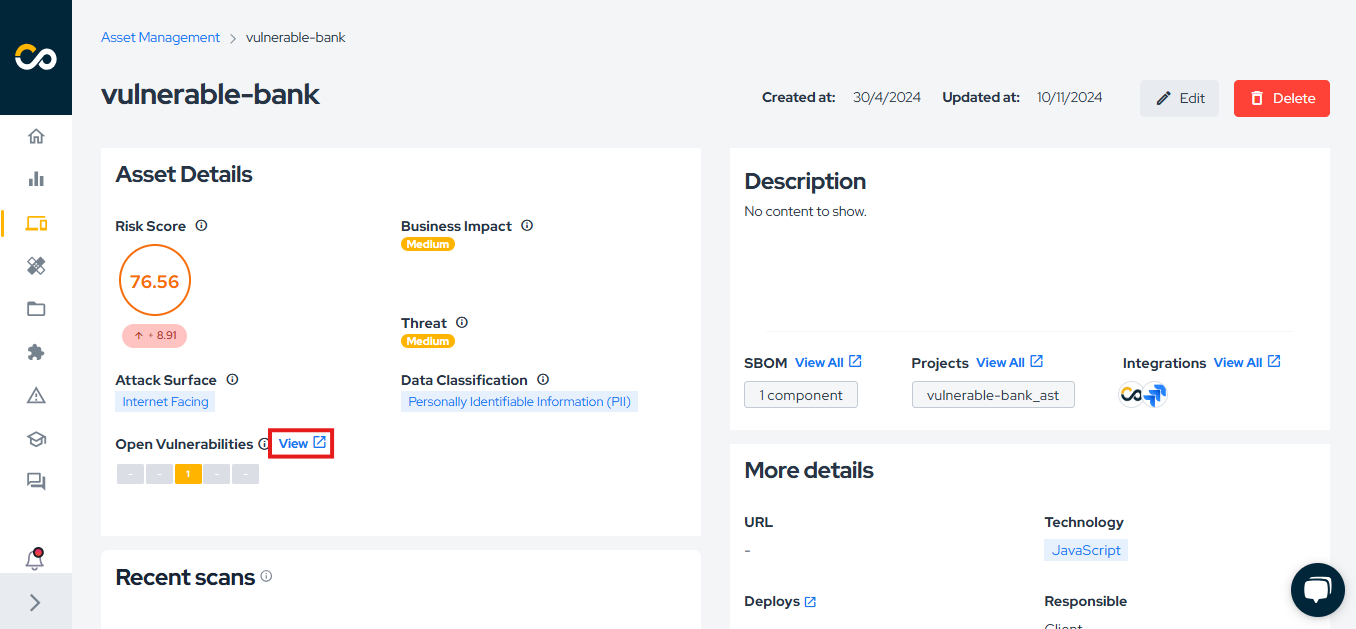 Asset Management > vulnerable-bank
vulnerable-bank
Created at: 30/4/2024 Updated at: 10/11/2024
Edit
Delete
Asset Details
Risk Score
Business Impact
Medium
76.56
+ 8.91
Threat
Medium
Attack Surface
Internet Facing
Data Classification
Personally Identifiable Information (PII)
Open Vulnerabilities View
- - 1 - -
Recent scans
Description
No content to show.
SBOM View All
1 component
Projects View All
vulnerable-bank_ast
Integrations View All
More details
URL
-
Technology
JavaScript
Deploys
Responsible
Client